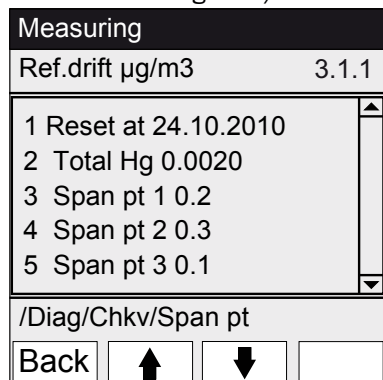 Measuring
Ref.drift µg/m3 3.1.1
1 Reset at 24.10.2010
2 Total Hg 0.0020
3 Span pt 1 0.2
4 Span pt 2 0.3
5 Span pt 3 0.1
/Diag/Chkv/Span pt
Back